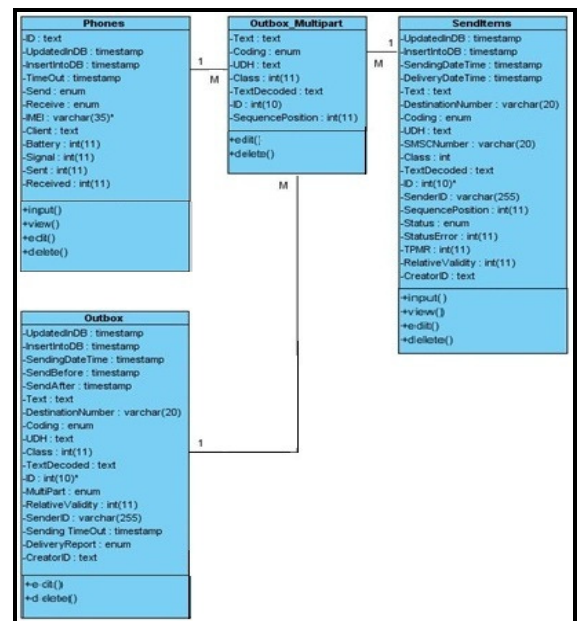 Phones
-ID : text
-UpdatedInDB : timestamp
-InsertIntoDB : timestamp
-TimeOut : timestamp
-Send : enum
-Receive : enum
-IMEI : varchar(35)*
-Client : text
-Battery : int(11)
-Signal : int(11)
-Sent : int(11)
-Received : int(11)
+input()
+view()
+edit()
+delete()
1
M
Outbox_Multipart
-Text : text
-Coding : enum
-UDH : text
-Class : int(11)
-TextDecoded : text
-ID : int(10)
-SequencePosition : int(11)
+edit()
+delete()
1
M
M
SendItems
-UpdatedInDB : timestamp
-InsertIntoDB : timestamp
-SendingDateTime : timestamp
-DeliveryDateTime : timestamp
-Text : text
-DestinationNumber : varchar(20)
-Coding : enum
-UDH : text
-SMSCNumber : varchar(20)
-Class : int
-TextDecoded : text
-ID : int(10)*
-SenderID : varchar(255)
-SequencePosition : int(11)
-Status : enum
-StatusError : int(11)
-TPMR : int(11)
-RelativeValidity : int(11)
-CreatorID : text
+input()
+view()
+edit()
+delete()
Outbox
-UpdatedInDB : timestamp
-InsertIntoDB : timestamp
-SendingDateTime : timestamp
-SendBefore : timestamp
-SendAfter : timestamp
-Text : text
-DestinationNumber : varchar(20)
-Coding : enum
-UDH : text
-Class : int(11)
-TextDecoded : text
-ID : int(10)*
-MultiPart : enum
-RelativeValidity : int(11)
-SenderID : varchar(255)
-Sending TimeOut : timestamp
-DeliveryReport : enum
-CreatorID : text
+edit()
+delete()
1